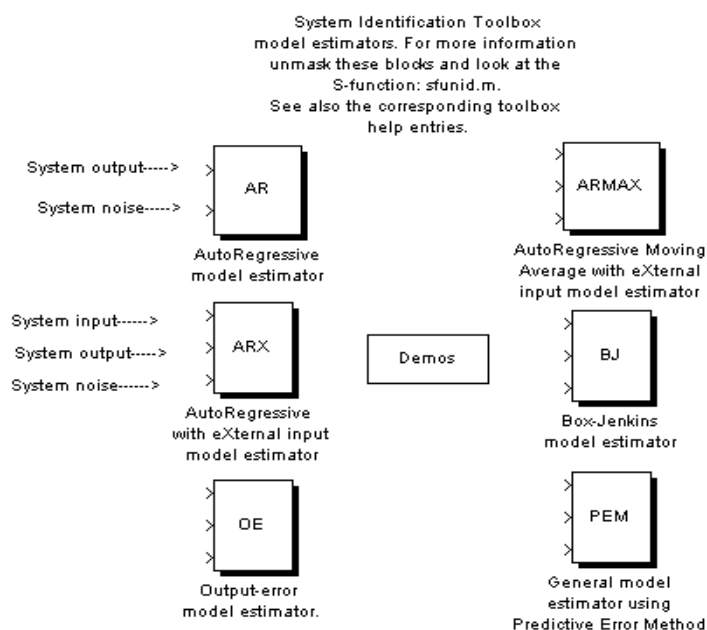 System Identification Toolbox
model estimators. For more information
unmask these blocks and look at the
S-function: sfunid.m.
See also the corresponding toolbox
help entries.
System output----->
System noise----->
AR
AutoRegressive
model estimator
ARMAX
AutoRegressive Moving
Average with eXternal
input model estimator
System input------>
System output----->
System noise------>
ARX
AutoRegressive
with eXternal input
model estimator
Demos
BJ
Box-Jenkins
model estimator
OE
Output-error
model estimator.
PEM
General model
estimator using
Predictive Error Method